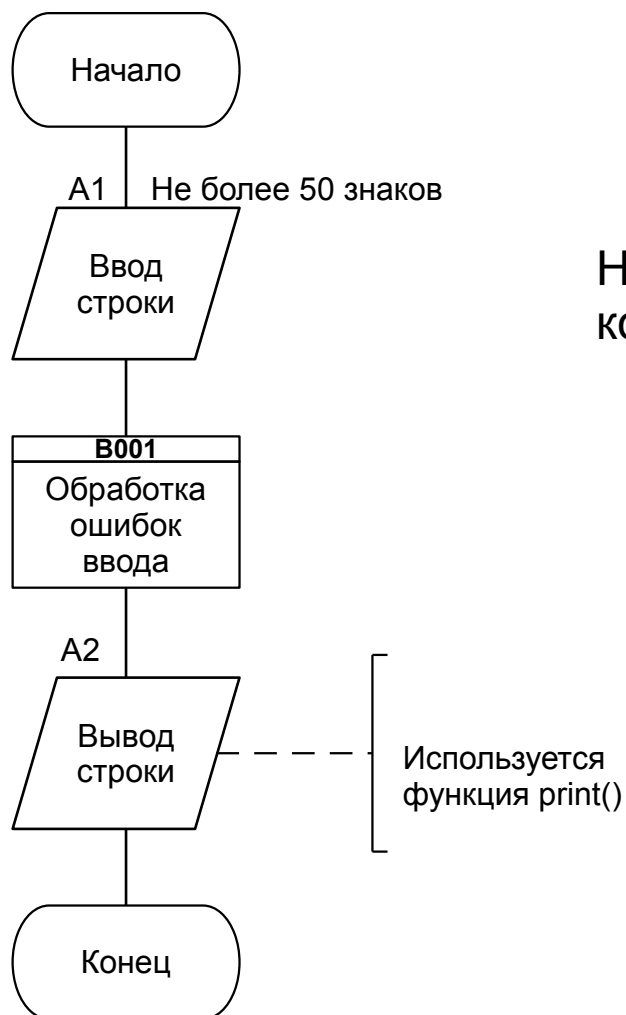 Начало
A1 Не более 50 знаков
Ввод
строки
B001
Обработка
ошибок
ввода
A2
Вывод
строки
Используется
функция print()
Конец